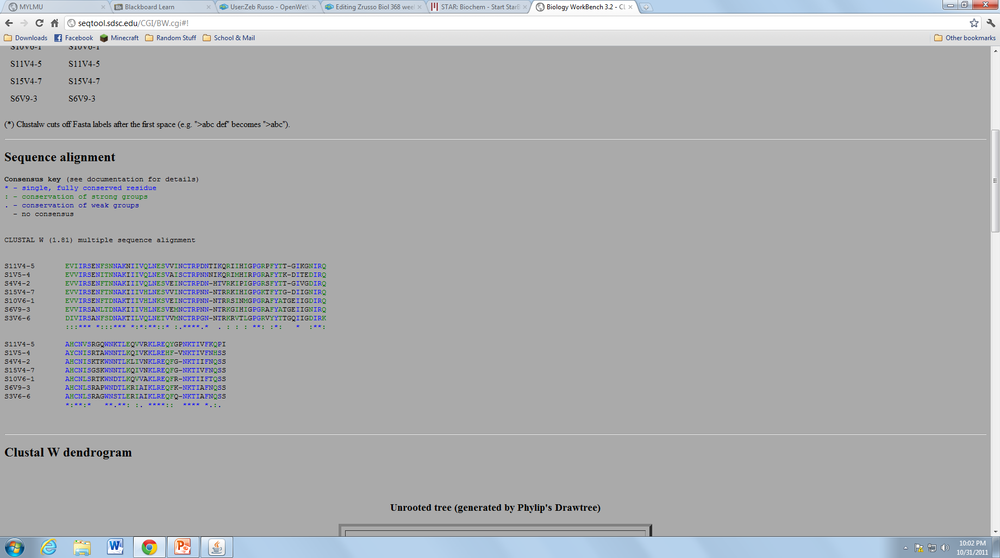 MYLMU
Blackboard Learn
User:Zeb Russo - OpenWetW
Editing Zrusso Biol 368 week
STAR: Biochem - Start StarB
Biology WorkBench 3.2 - CL
seqtool.sdsc.edu/CGI/BW.cgi#!
Downloads Facebook Minecraft Random Stuff School & Mail Other bookmarks
S10V6-1 S10V6-1
S11V4-5 S11V4-5
S15V4-7 S15V4-7
S6V9-3 S6V9-3
(*) Clustalw cuts off Fasta labels after the first space (e.g. ">abc def" becomes ">abc").
Sequence alignment
Consensus key (see documentation for details)
* - single, fully conserved residue
: - conservation of strong groups
. - conservation of weak groups
- no consensus
CLUSTAL W (1.81) multiple sequence alignment
S11V4-5 EVIIRSENFSNNAKNIIVQLNESVVINCTRPDNTIKQRIIHIGPGRPFYTT-GIKGNIRQ
S1V5-4 EVVIRSENITNNAKIIIVQLNESVAISCTRPNNNIKQRIMHIRPGRAFYTK-DITEDIRQ
S4V4-2 EVVIRSENFTNNAKIIIVQLNESVEINCTRPDN-HTVRKIPIGPGRSFYTT-GIVGDIRQ
S15V4-7 EVVIRSENFTNNAKIIIVHLNESVVINCTRPNN-NTRRKIHIGPGKTFYTG-DIIGNIRQ
S10V6-1 EVVIRSENFTDNAKTIIVHLNKSVEINCTRPNN-NTRRSINMGPGRAFYATGEIIGDIRQ
S6V9-3 EVVIRSANLTDNAKIIIVHLNESVEMNCTRPNN-NTRKGIHIGPGRAFYATGEIIGNIRQ
S3V6-6 DIVIRSANFSDNAKTILVQLNETVVMNCTRPGN-NTRKRVTLGPGRVYYTTGQIIGDIRK
:::*** *:::*** *:*:**::* :.****.*  . : : : **: :*:   *  :**:
S11V4-5 AHCNVSRGQWNKTLEQVVRKLREQYGPNKTIVFKQPI
S1V5-4 AYCNISRTAWNNTLKQIVKKLREHF-VNKTIVFNHSS
S4V4-2 AHCNISKTKWNNTLKLIVNKLREQFG-NKTIIFNQSS
S15V4-7 AHCNISGSKWNNTLKQIVNKLREQFG-NKTIVFNQSS
S10V6-1 AHCNLSRTKWNDTLKQVVAKLREQFR-NKTIIFTQSS
S6V9-3 AHCNLSRAPWNDTLKRIAIKLREQFK-NKTIAFNQSS
S3V6-6 AHCNLSRAGWNSTLERIAIKLREQFQ-NKTIAFNQSS
*:**:*   **.**: :. ****::  **** *.:.
Clustal W dendrogram
Unrooted tree (generated by Phylip's Drawtree)
10:02 PM
10/31/2011